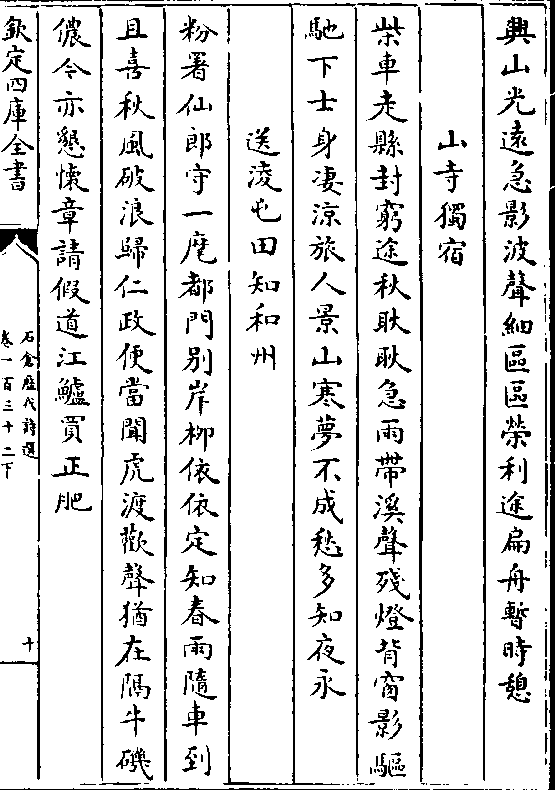 興山光遠急影波聲細區區榮利途扁舟暫時憩
山寺獨宿
柴車走縣封窮途秋耿耿急雨帶溪聲殘燈背窗影驅
馳下士身凄涼旅人景山寒夢不成愁多知夜永
送淩屯田知和州
粉署仙郎守一麾都門别岸柳依依定知春雨隨車到
且喜秋風破浪歸仁政便當聞虎渡歡聲猶在隔牛磯
儂今亦懇懷章請假道江鱸買正肥
欽定四庫全書
石倉歷代詩選
卷一百三十二下
十